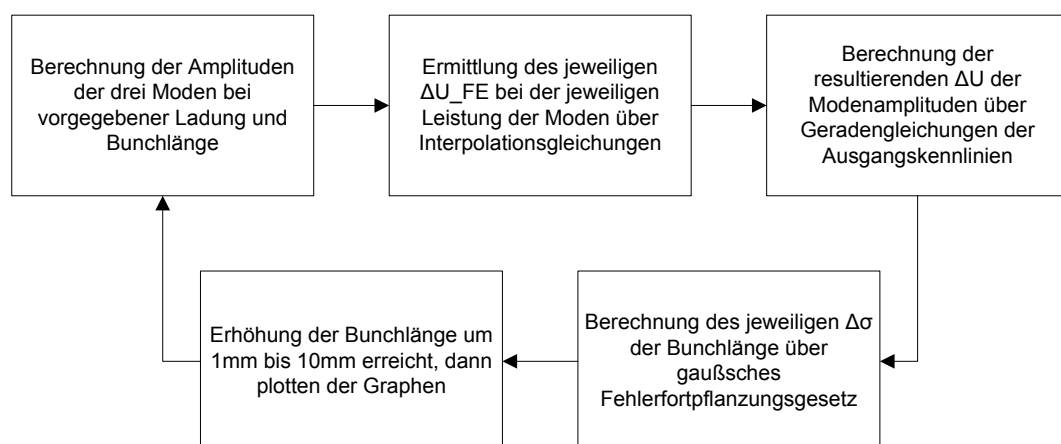 Berechnung der Amplituden
der drei Moden bei
vorgegebener Ladung und
Bunchlänge
Ermittlung des jeweiligen
ΔU_FE bei der jeweiligen
Leistung der Moden über
Interpolationsgleichungen
Berechnung der
resultierenden ΔU der
Modenamplituden über
Geradengleichungen der
Ausgangskennlinien
Berechnung des jeweiligen Δσ
der Bunchlänge über
gaußsches
Fehlerfortpflanzungsgesetz
Erhöhung der Bunchlänge um
1mm bis 10mm erreicht, dann
plotten der Graphen